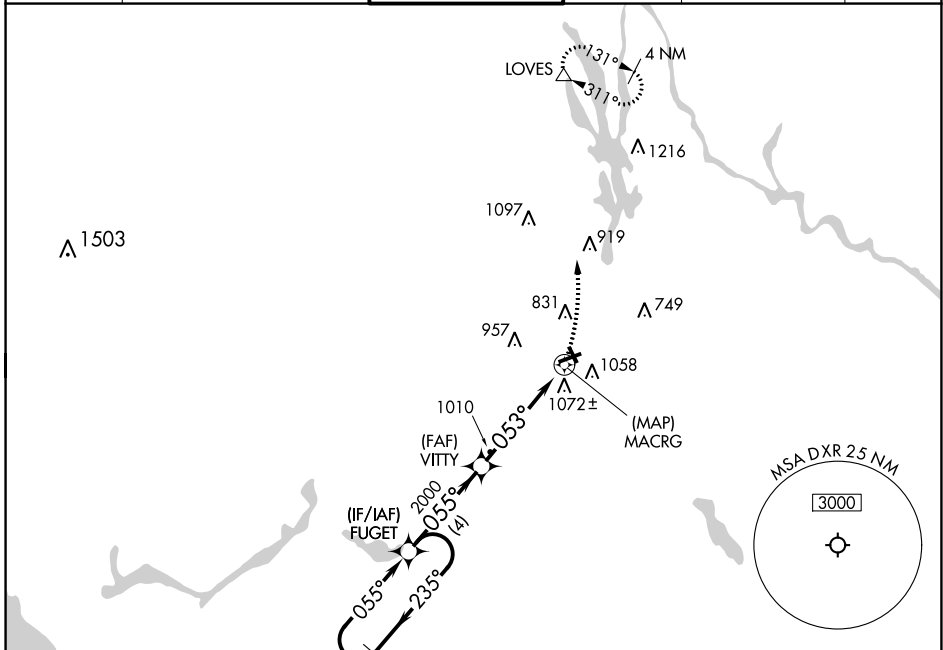 131°
4 NM
LOVES
311°
1216
1097
1503
919
831
749
957
1058
1072±
1010
053°
(MAP)
MACRG
(FAF)
VITTY
MSA DXR 25 NM
2000
055°
(4)
3000
(IF/IAF)
FUGET
055°
235°